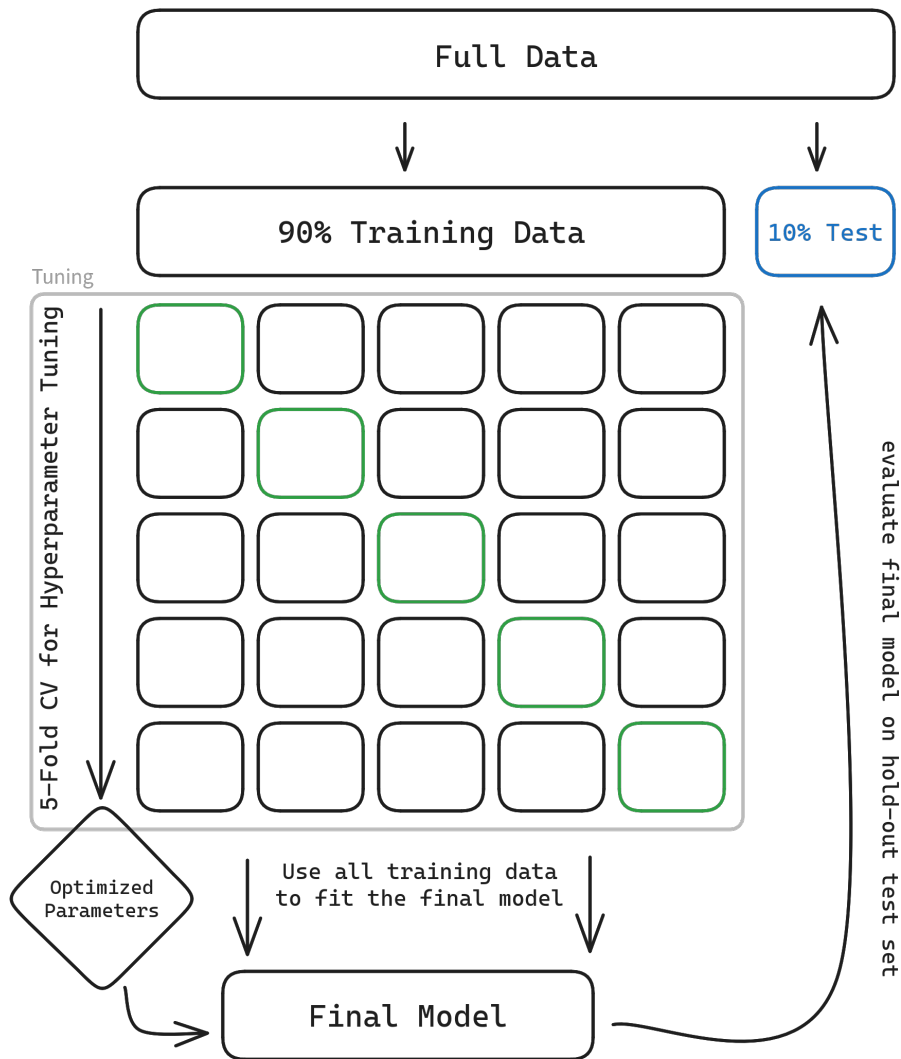 Full Data
90% Training Data
10% Test
Tuning
5-Fold CV for Hyperparameter Tuning
evaluate final model on hold-out test set
Optimized
Parameters
Use all training data
to fit the final model
Final Model